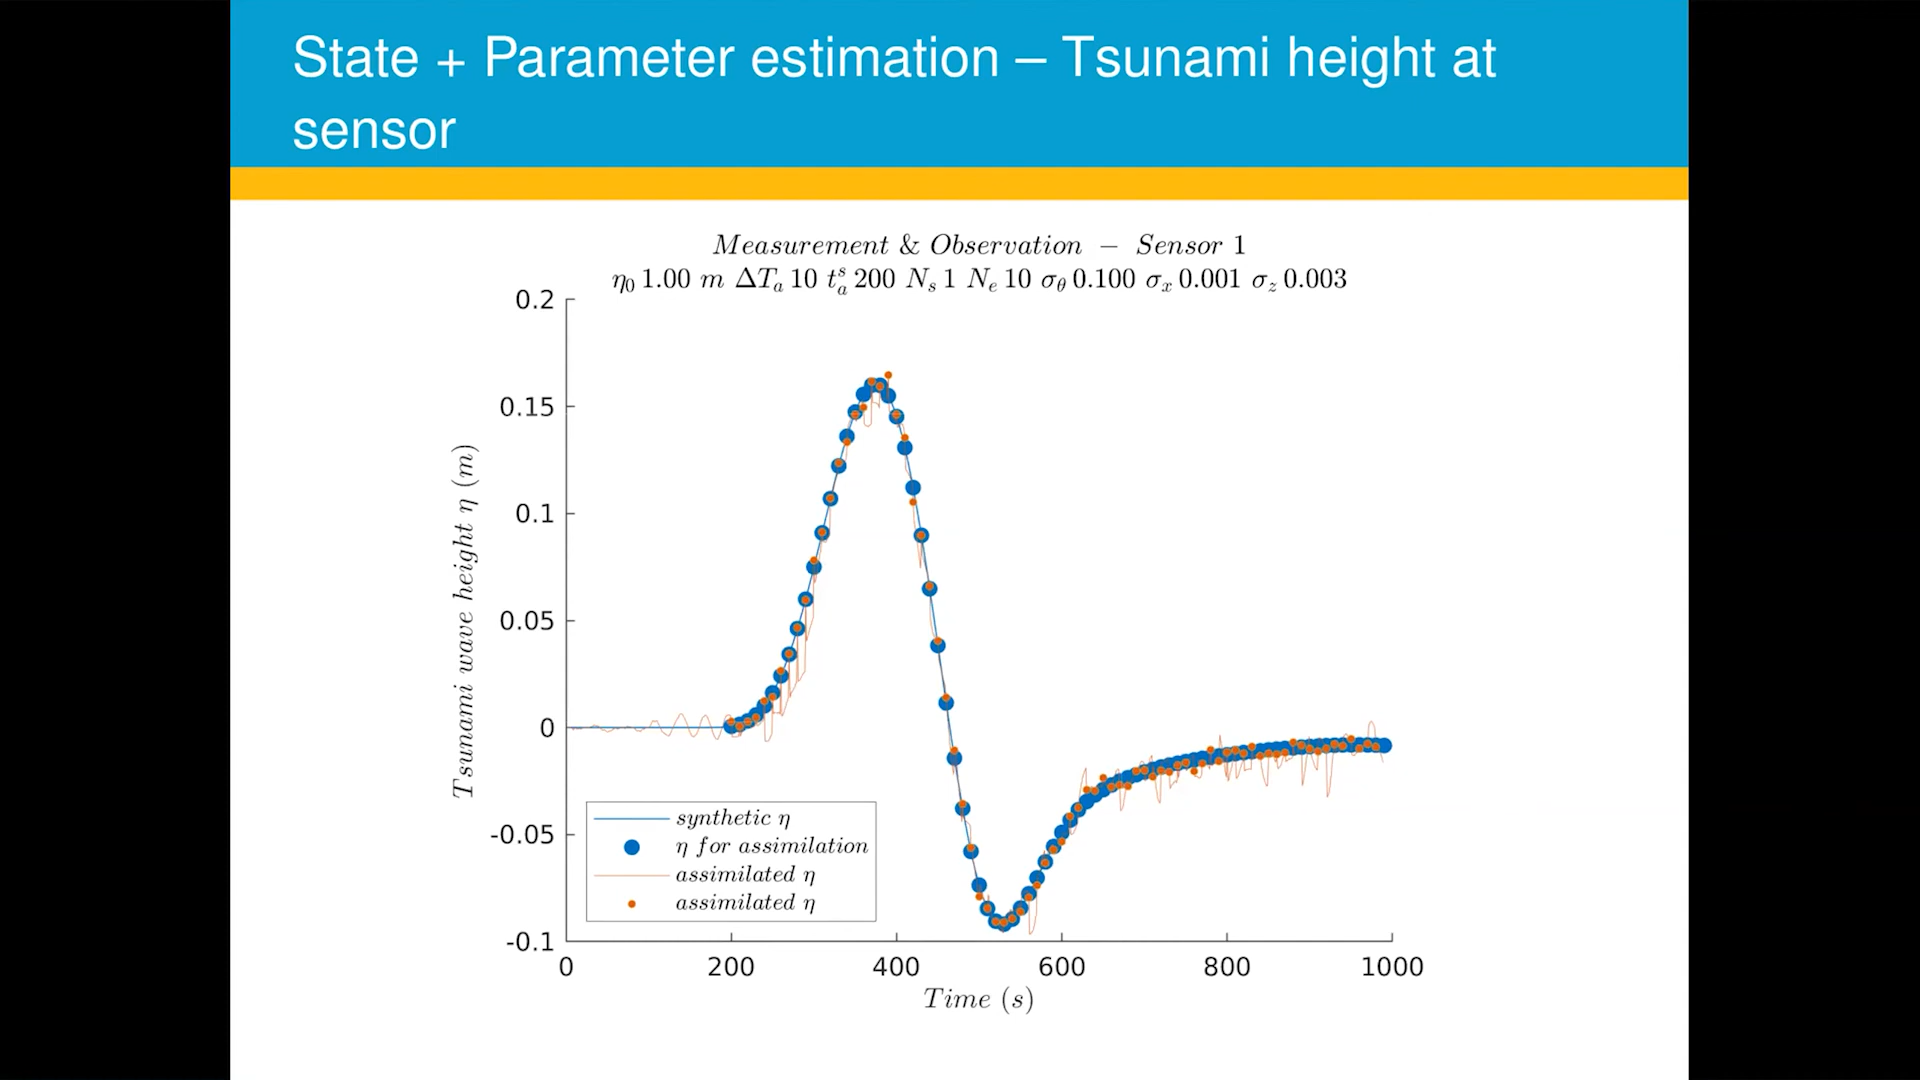 State + Parameter estimation – Tsunami height at
sensor
Measurement & Observation − Sensor 1
η₀ 1.00 m ΔTₐ 10 tₐˢ 200 Nₛ 1 Nₑ 10 σ_θ 0.100 σₓ 0.001 σ_z 0.003
0.2
0.15
0.1
0.05
0
-0.05
-0.1
Tsunami wave height η (m)
synthetic η
η for assimilation
assimilated η
assimilated η
0 200 400 600 800 1000
Time (s)